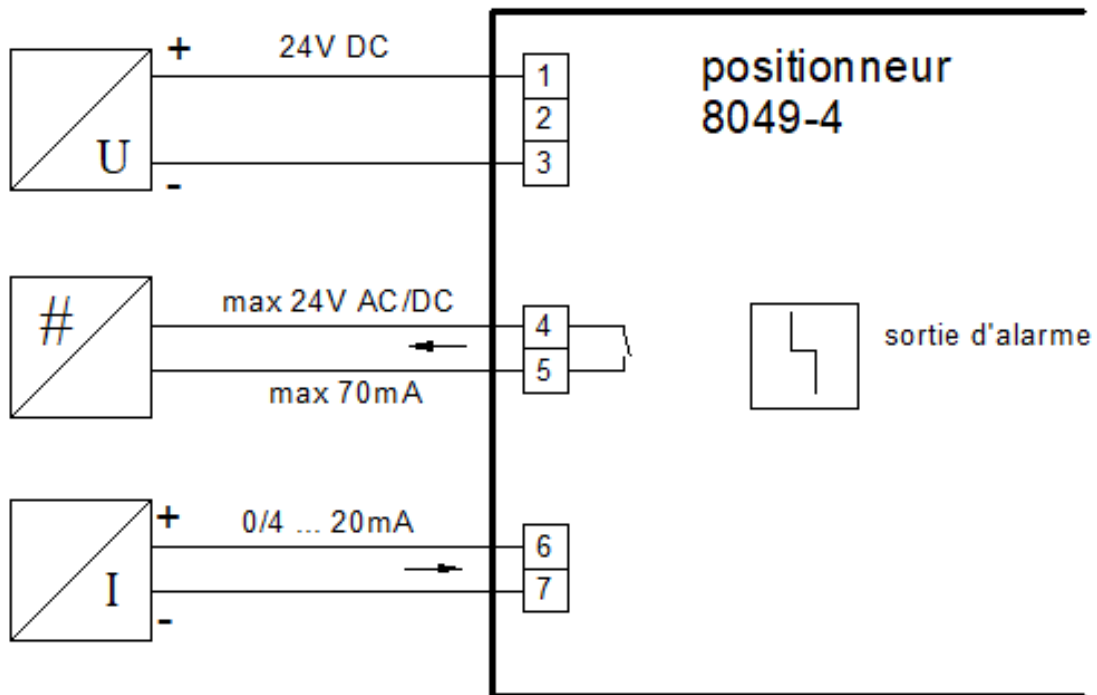 + 24V DC
U
-
1
2
3
positionneur
8049-4
#
max 24V AC/DC
max 70mA
4
5
sortie d'alarme
+ 0/4 ... 20mA
I
-
6
7